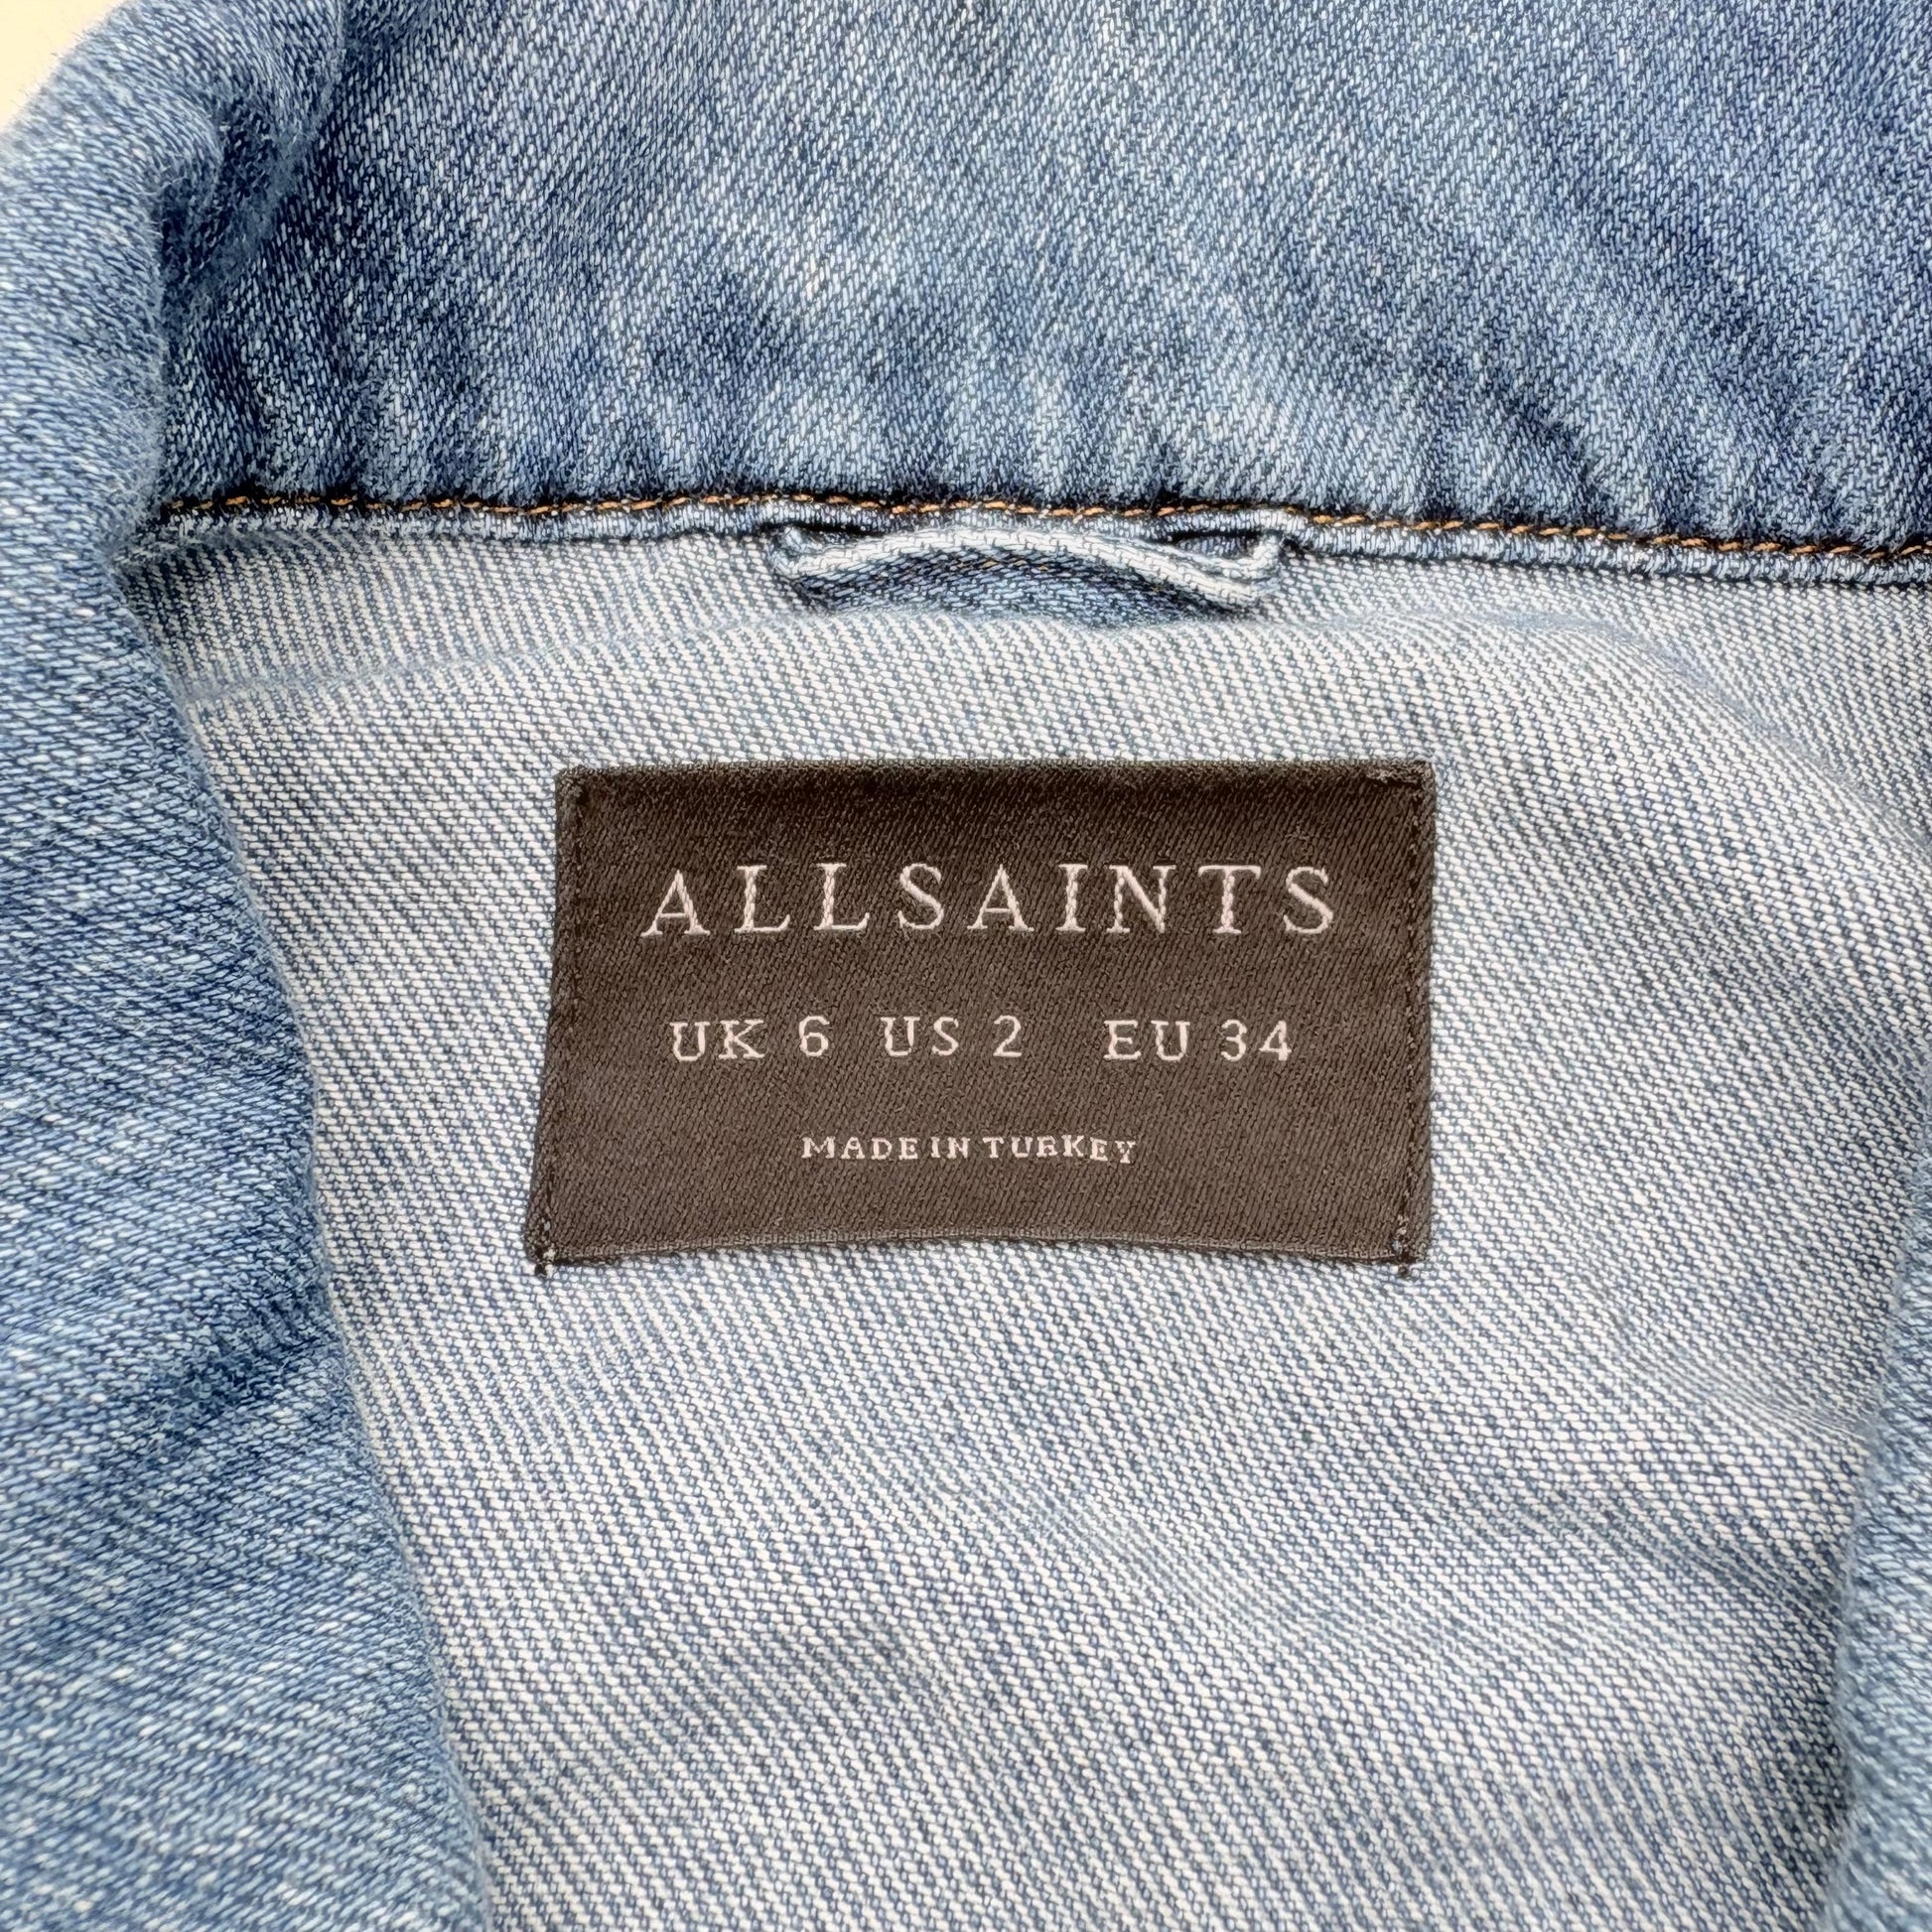 ALLSAINTS
UK 6 US 2 EU 34
MADE IN TURKEY